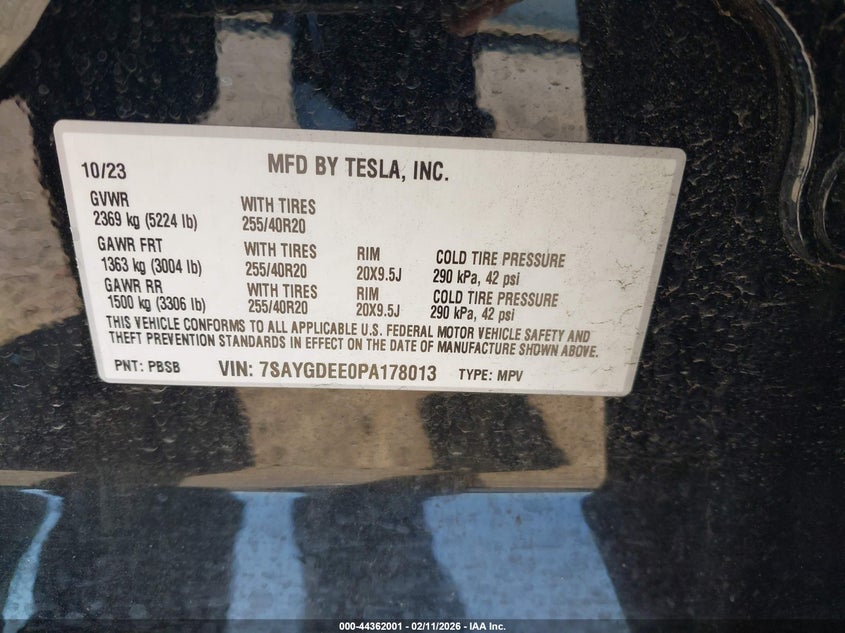 10/23 MFD BY TESLA, INC.
GVWR WITH TIRES
2369 kg (5224 lb) 255/40R20
GAWR FRT WITH TIRES RIM COLD TIRE PRESSURE
1363 kg (3004 lb) 255/40R20 20X9.5J 290 kPa, 42 psi
GAWR RR WITH TIRES RIM COLD TIRE PRESSURE
1500 kg (3306 lb) 255/40R20 20X9.5J 290 kPa, 42 psi
THIS VEHICLE CONFORMS TO ALL APPLICABLE U.S. FEDERAL MOTOR VEHICLE SAFETY AND
THEFT PREVENTION STANDARDS IN EFFECT ON THE DATE OF MANUFACTURE SHOWN ABOVE.
PNT: PBSB VIN: 7SAYGDEE0PA178013 TYPE: MPV
000-44362001 - 02/11/2026 - IAA Inc.